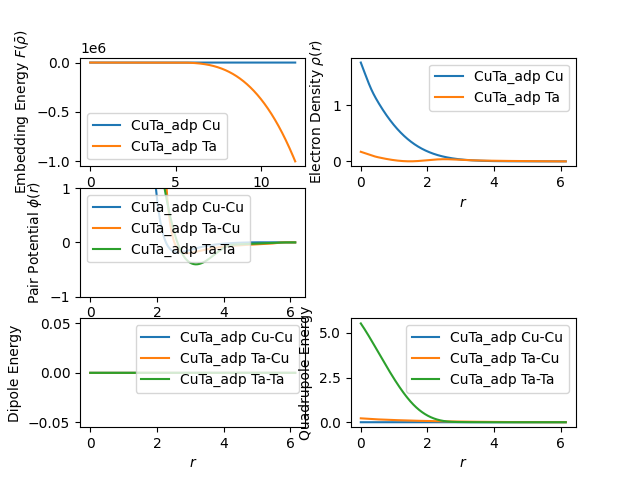 1e6
Embedding Energy F(ρ̄)
0.0
−0.5
−1.0
0
5
10
CuTa_adp Cu
CuTa_adp Ta
Electron Density ρ(r)
1
0
0
2
4
6
CuTa_adp Cu
CuTa_adp Ta
r
Pair Potential ϕ(r)
1
0
−1
0
2
4
6
CuTa_adp Cu-Cu
CuTa_adp Ta-Cu
CuTa_adp Ta-Ta
Dipole Energy
0.05
0.00
−0.05
0
2
4
6
CuTa_adp Cu-Cu
CuTa_adp Ta-Cu
CuTa_adp Ta-Ta
r
Quadrupole Energy
5.0
2.5
0.0
0
2
4
6
CuTa_adp Cu-Cu
CuTa_adp Ta-Cu
CuTa_adp Ta-Ta
r